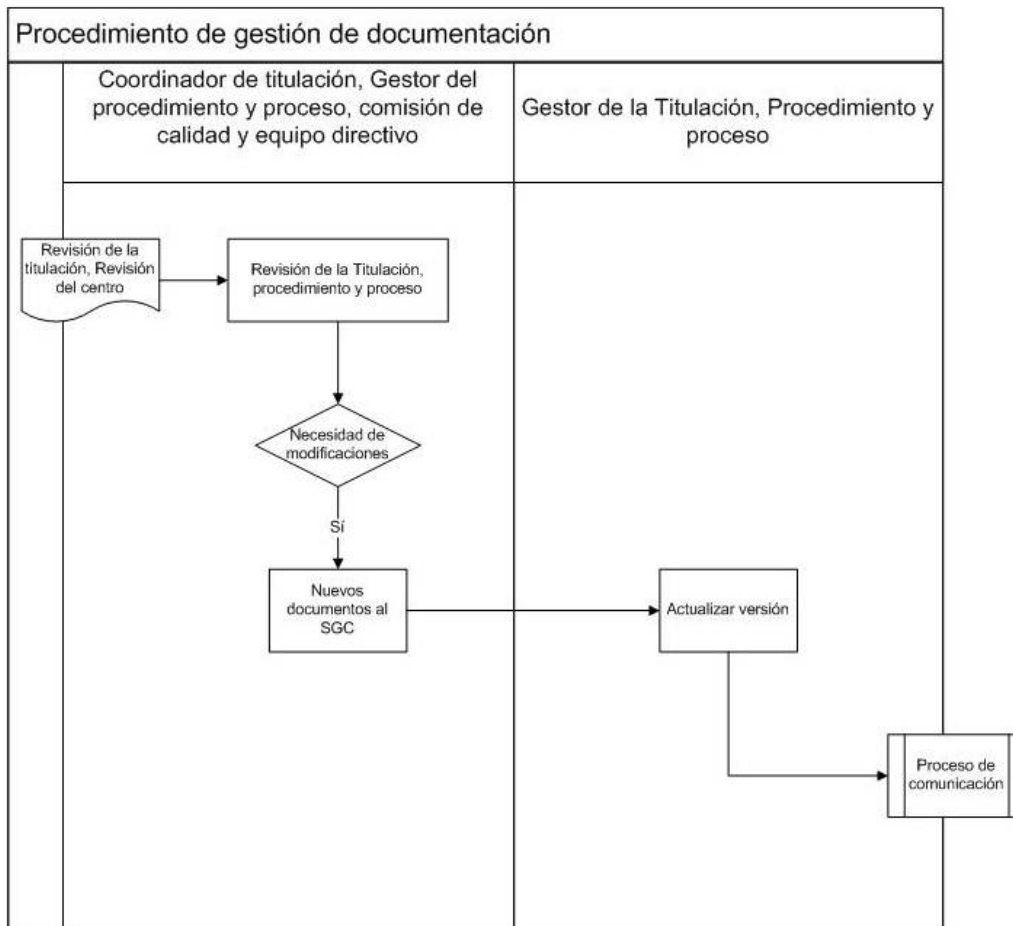 Procedimiento de gestión de documentación
Coordinador de titulación, Gestor del
procedimiento y proceso, comisión de
calidad y equipo directivo
Gestor de la Titulación, Procedimiento y
proceso
Revisión de la
titulación, Revisión
del centro
Revisión de la Titulación,
procedimiento y proceso
Necesidad de
modificaciones
Sí
Nuevos
documentos al
SGC
Actualizar versión
Proceso de
comunicación